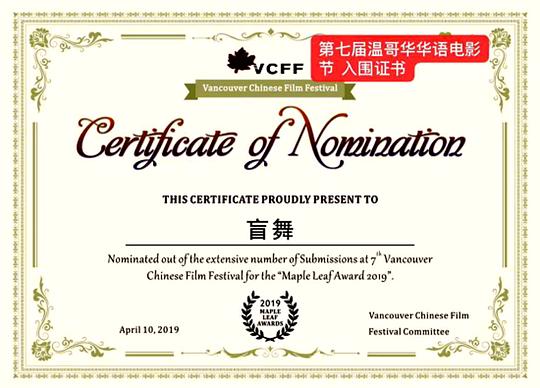 VCFF
第七届温哥华华语电影
节 入围证书
Vancouver Chinese Film Festival
Certificate of Nomination
THIS CERTIFICATE PROUDLY PRESENT TO
盲舞
Nominated out of the extensive number of Submissions at 7th Vancouver
Chinese Film Festival for the “Maple Leaf Award 2019”.
2019
MAPLE
LEAF
AWARDS
April 10, 2019
Vancouver Chinese Film
Festival Committee